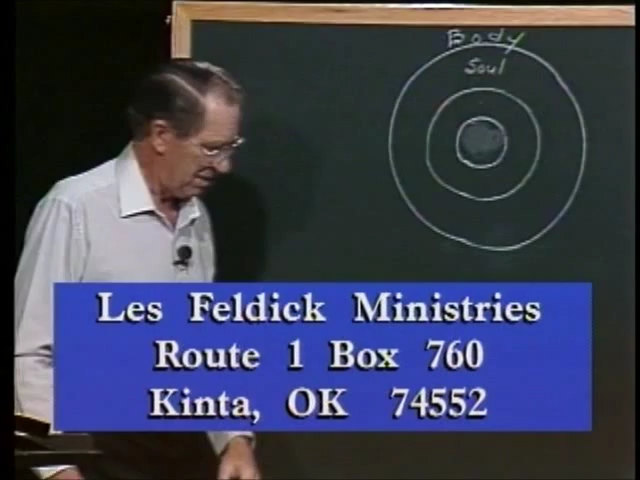 Body
Soul
Les Feldick Ministries
Route 1 Box 760
Kinta, OK 74552